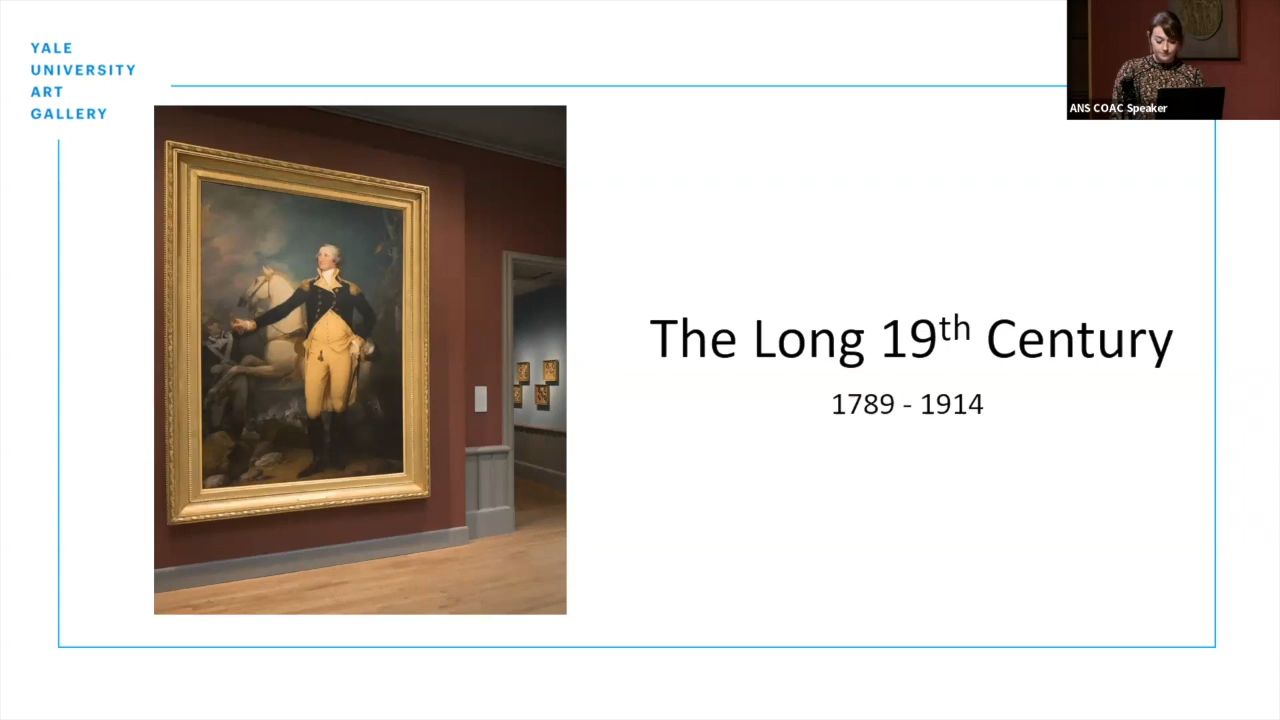 YALE
UNIVERSITY
ART
GALLERY
ANS COAC Speaker
The Long 19th Century
1789 - 1914